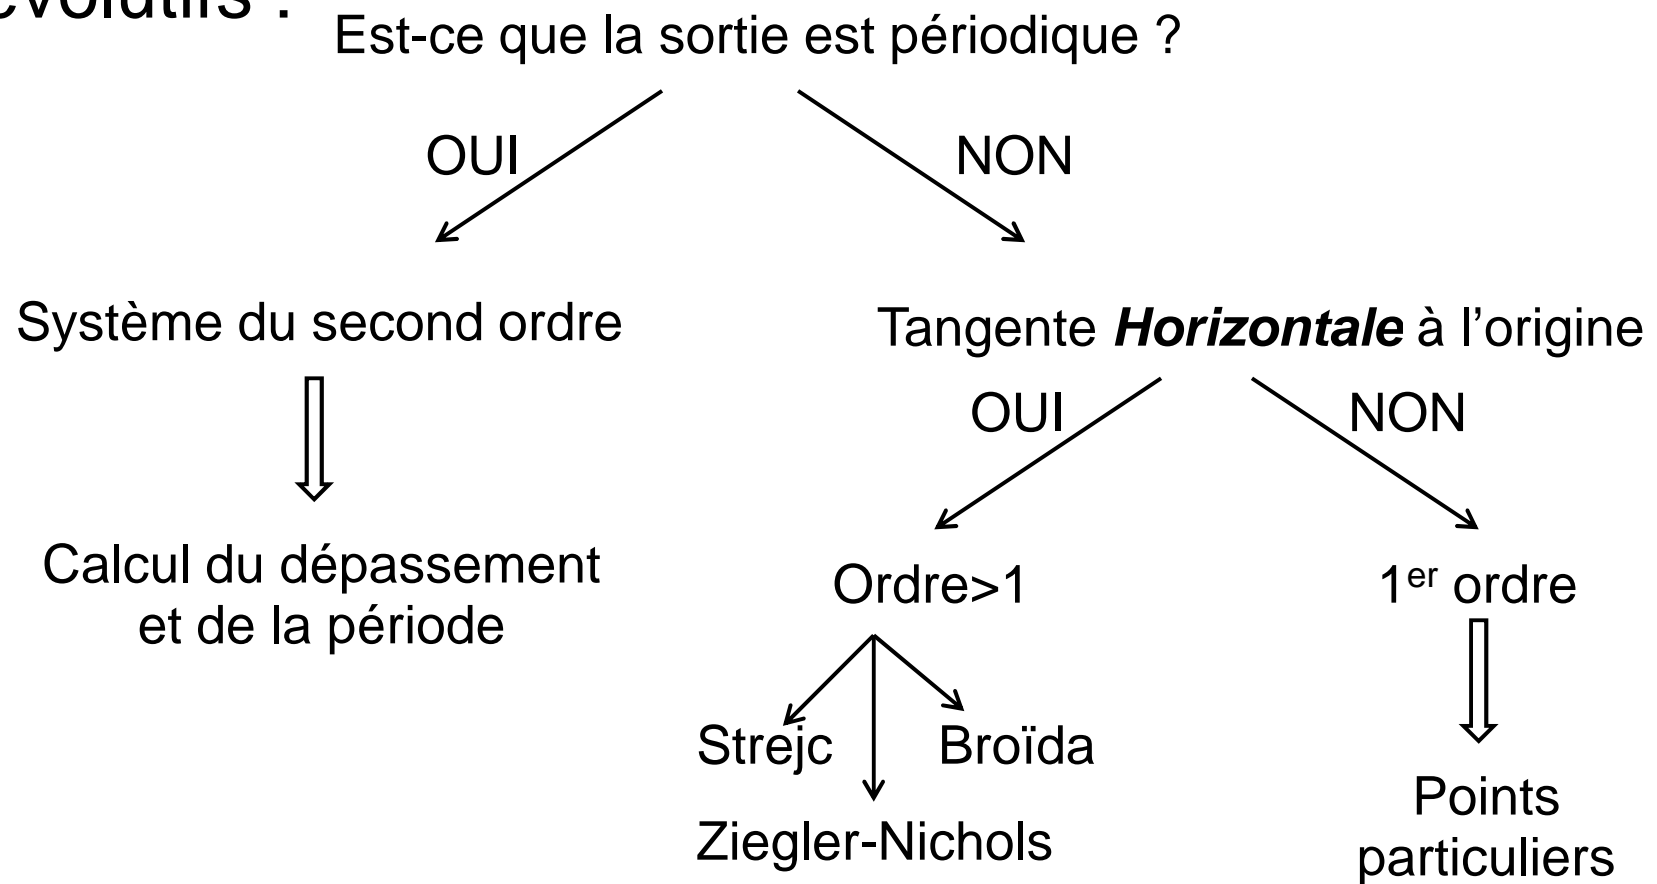 évolutifs :
Est-ce que la sortie est périodique ?
OUI
NON
Système du second ordre
Tangente Horizontale à l’origine
OUI
NON
Calcul du dépassement
et de la période
Ordre>1
1er ordre
Strejc
Broïda
Ziegler-Nichols
Points
particuliers